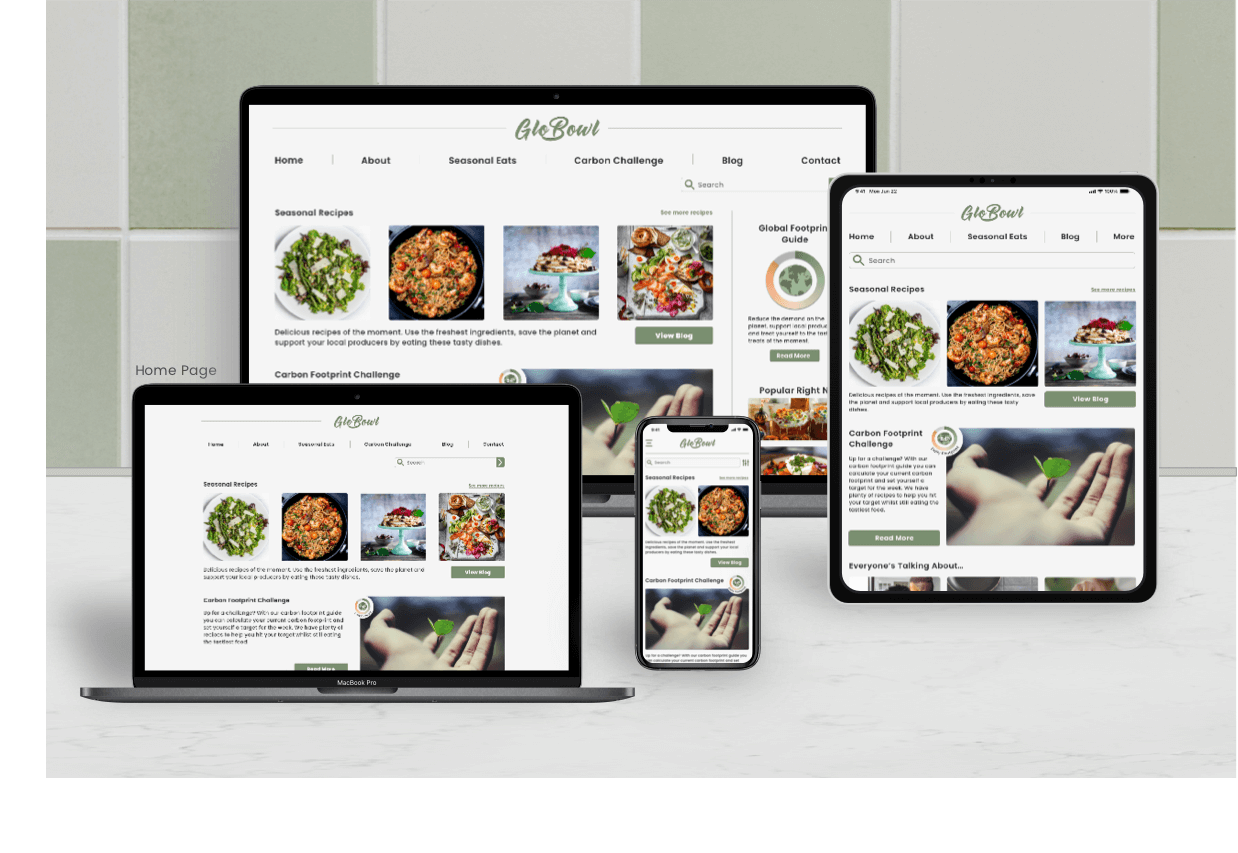 GloBowl
Home
About
Seasonal Eats
Carbon Challenge
Blog
Contact
Search
Seasonal Recipes
See more recipes
Delicious recipes of the moment. Use the freshest ingredients, save the planet and
support your local producers by eating these tasty dishes.
View Blog
Carbon Footprint Challenge
Global Footprin
Guide
Reduce the demand on the
planet, support local produc
and treat yourself to the tast
treats of the moment.
Read More
Popular Right N
9:41 Mon Jun 22
100%
GloBowl
Home
About
Seasonal Eats
Blog
More
Search
Seasonal Recipes
See more recipes
Delicious recipes of the moment. Use the freshest ingredients, save
the planet and support local producers by eating these tasty
dishes.
View Blog
Carbon Footprint
Challenge
Up for a challenge? With our
carbon footprint guide you can
calculate your current carbon
footprint and set yourself a
target for the week. We have
plenty of recipes to help you hit
your target whilst still eating the
tastiest food.
Read More
Everyone's Talking About...
Home Page
GloBowl
Home
About
Seasonal Eats
Carbon Challenge
Blog
Contact
Search
Seasonal Recipes
See more recipes
Delicious recipes of the moment. Use the freshest ingredients, save the planet and
support your local producers by eating these tasty dishes.
View Blog
Carbon Footprint Challenge
Up for a challenge? With our carbon footprint guide
you can calculate your current carbon footprint and
set yourself a target for the week. We have plenty of
recipes to help you hit your target whilst still eating
the tastiest food.
Read More
MacBook Pro
9:41
GloBowl
Search
Seasonal Recipes
See more recipes
Delicious recipes of the moment. Use the freshest
ingredients, save the planet and support your local
producers by eating these tasty dishes.
View Blog
Carbon Footprint Challenge
Up for a challenge? With our carbon footprint guide you
can calculate your current carbon footprint and set